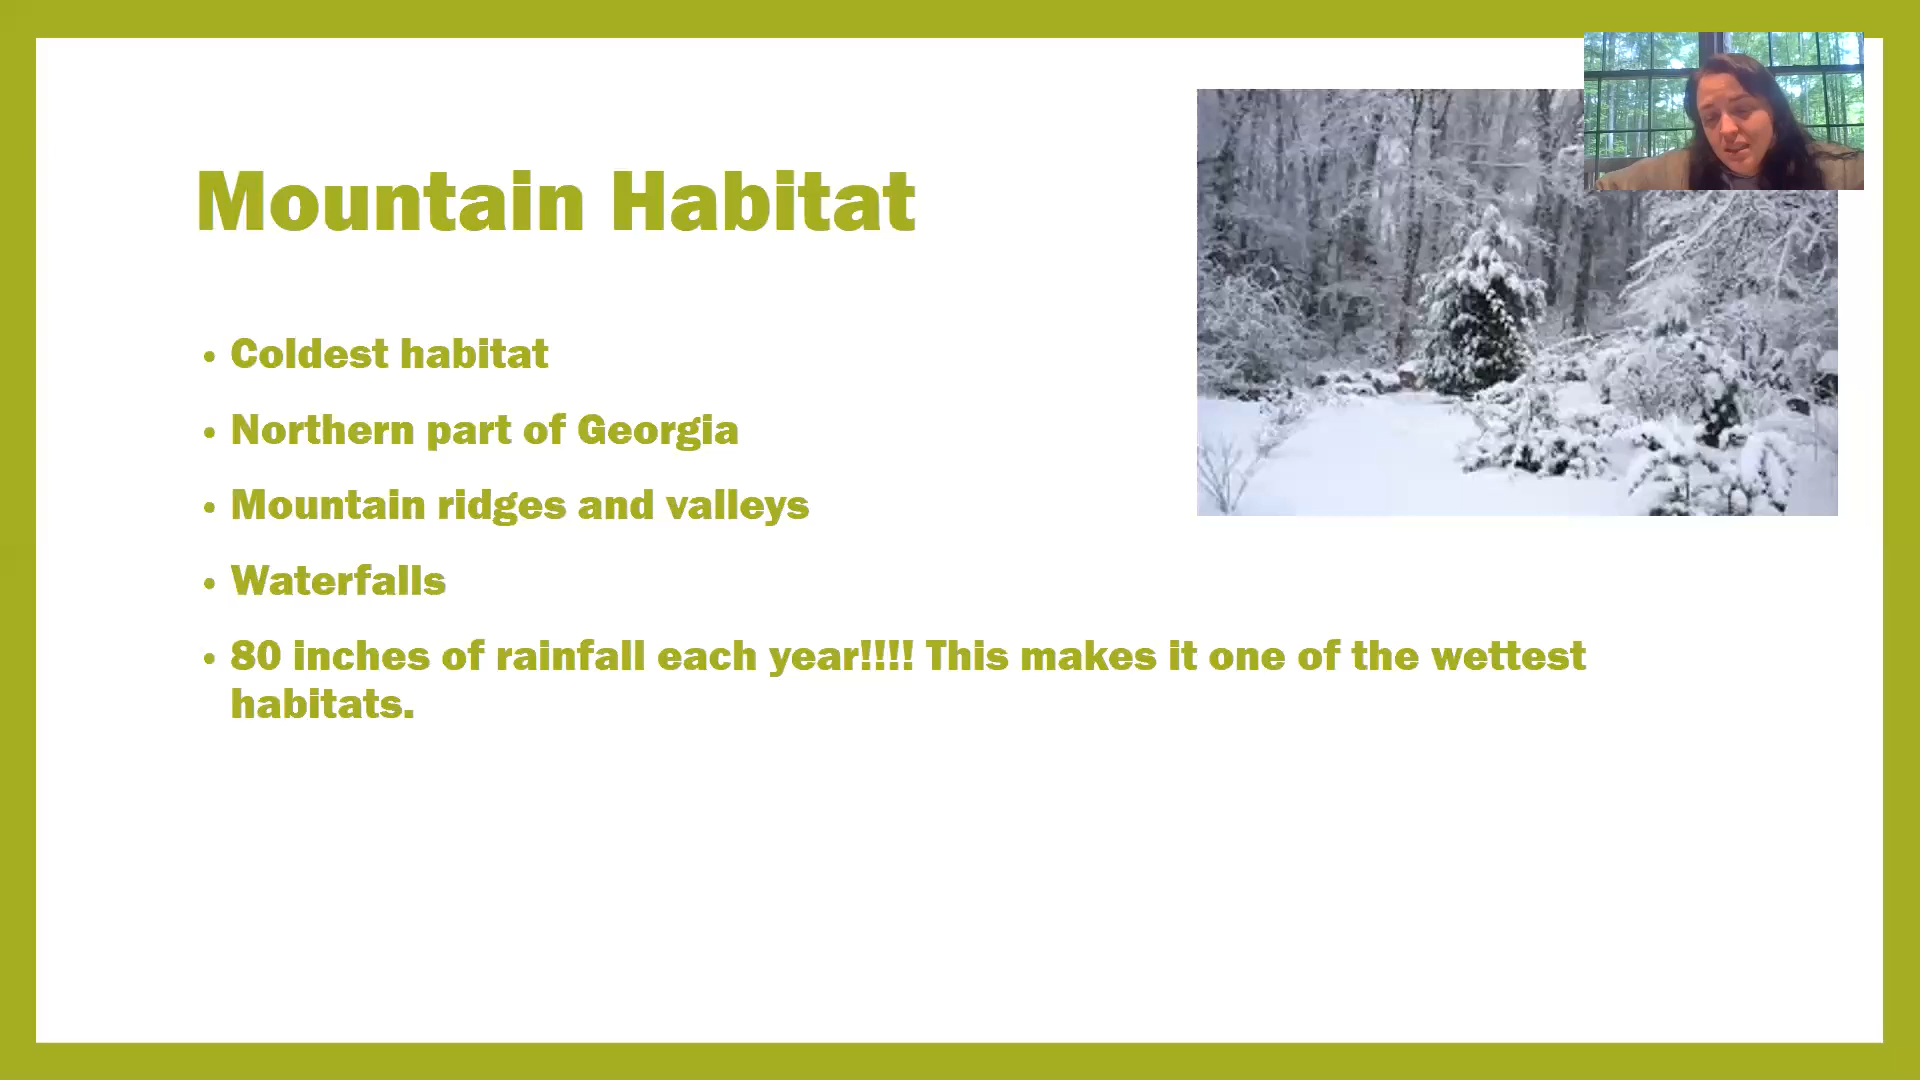 Mountain Habitat
• Coldest habitat
• Northern part of Georgia
• Mountain ridges and valleys
• Waterfalls
• 80 inches of rainfall each year!!!! This makes it one of the wettest
habitats.